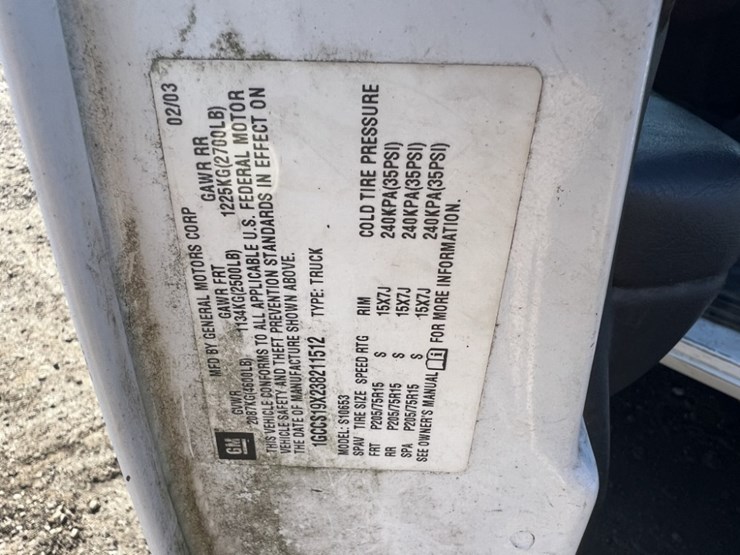 GM
MFD BY GENERAL MOTORS CORP 02/03
GVWR GAWR FRT GAWR RR
2087KG(4600LB) 1134KG(2500LB) 1225KG(2700LB)
THIS VEHICLE CONFORMS TO ALL APPLICABLE U.S. FEDERAL MOTOR
VEHICLE SAFETY AND THEFT PREVENTION STANDARDS IN EFFECT ON
THE DATE OF MANUFACTURE SHOWN ABOVE.
1GCCS19X238211512 TYPE: TRUCK
MODEL: S10653
SPAV TIRE SIZE SPEED RTG RIM COLD TIRE PRESSURE
FRT P205/75R15 S 15X7J 240KPA(35PSI)
RR P205/75R15 S 15X7J 240KPA(35PSI)
SPA P205/75R15 S 15X7J 240KPA(35PSI)
SEE OWNER'S MANUAL FOR MORE INFORMATION.